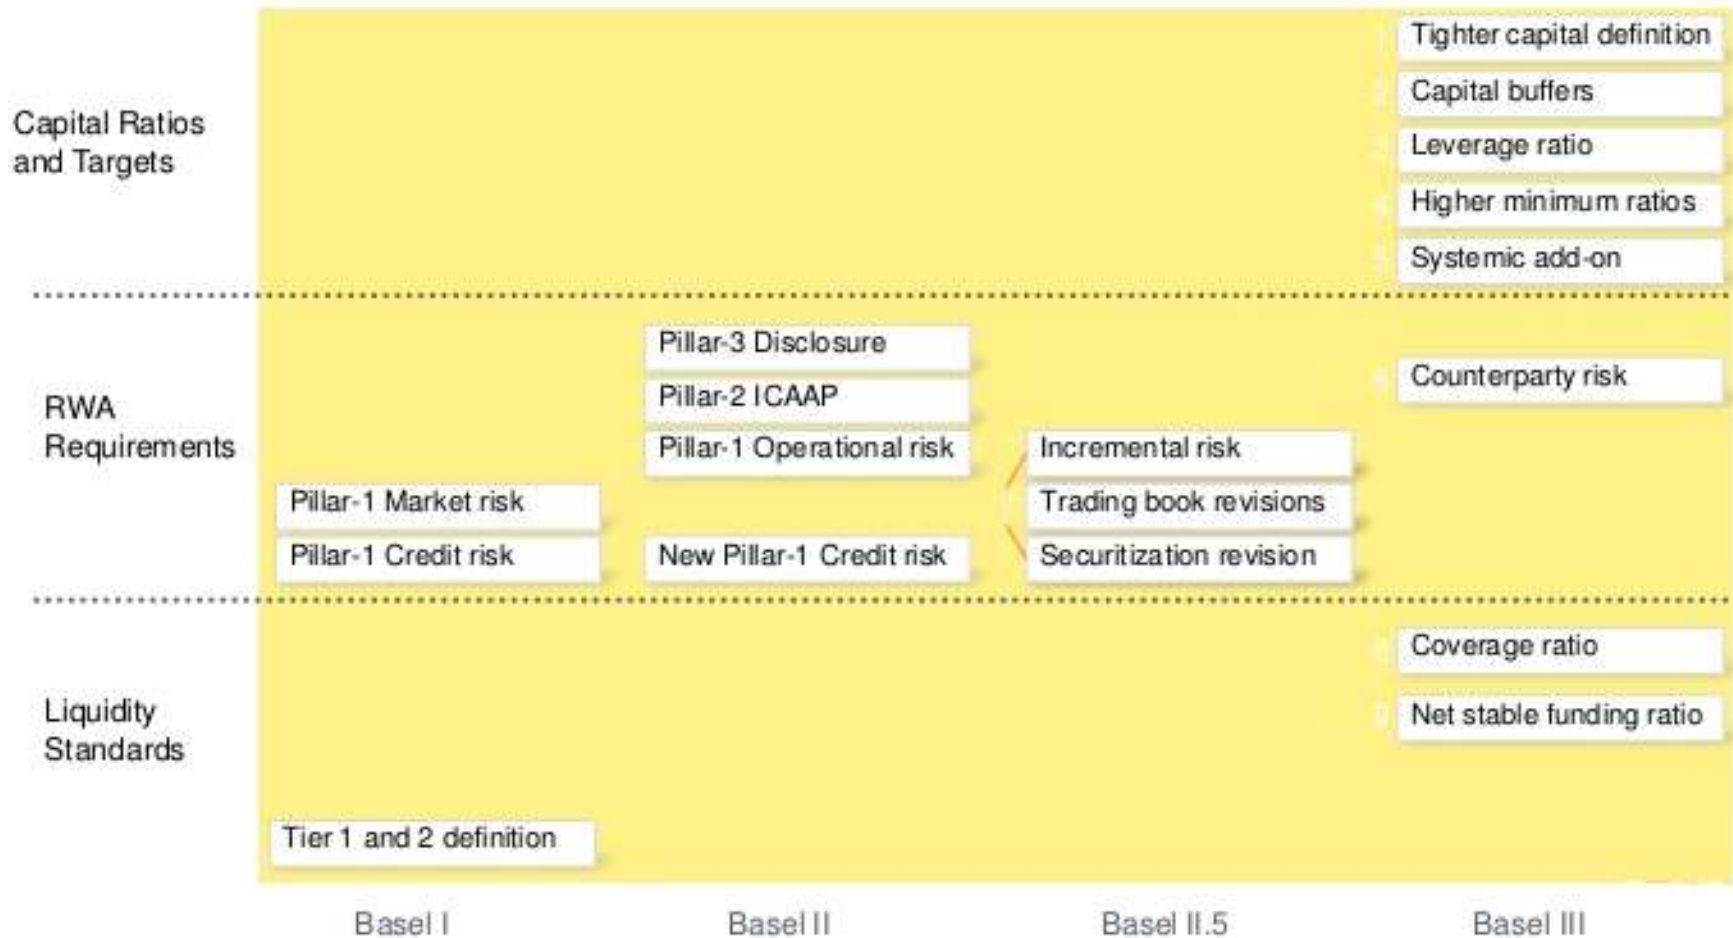 Capital Ratios
and Targets
Tighter capital definition
Capital buffers
Leverage ratio
Higher minimum ratios
Systemic add-on
RWA
Requirements
Pillar-3 Disclosure
Pillar-2 ICAAP
Pillar-1 Operational risk
Pillar-1 Market risk
Pillar-1 Credit risk
New Pillar-1 Credit risk
Incremental risk
Trading book revisions
Securitization revision
Counterparty risk
Liquidity
Standards
Coverage ratio
Net stable funding ratio
Tier 1 and 2 definition
Basel I
Basel II
Basel II.5
Basel III